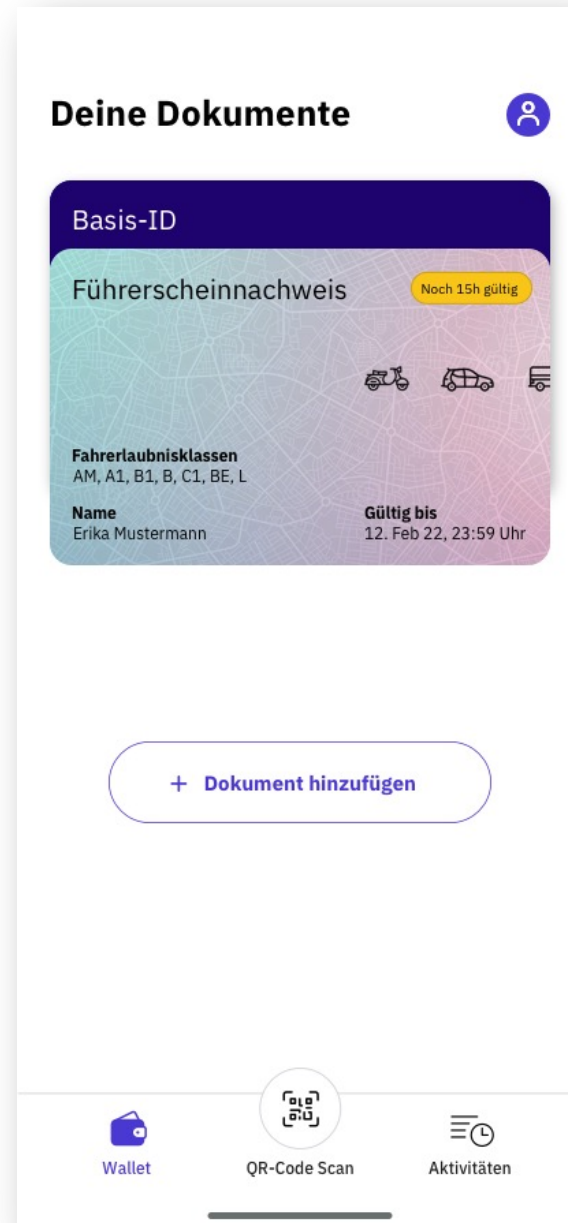 Deine Dokumente
Basis-ID
Führerscheinnachweis
Noch 15h gültig
Fahrerlaubnisklassen
AM, A1, B1, B, C1, BE, L
Name
Erika Mustermann
Gültig bis
12. Feb 22, 23:59 Uhr
+ Dokument hinzufügen
Wallet
QR-Code Scan
Aktivitäten